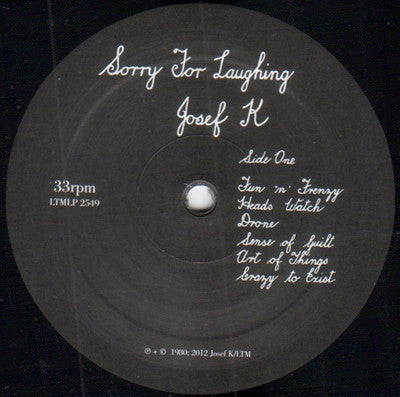 Sorry For Laughing
Josef K
Side One
33rpm
LTMLP 2549
Fun 'n' Frenzy
Heads Watch
Drone
Sense of Guilt
Art of Things
Crazy to Exist
℗ + © 1980; 2012 Josef K/LTM